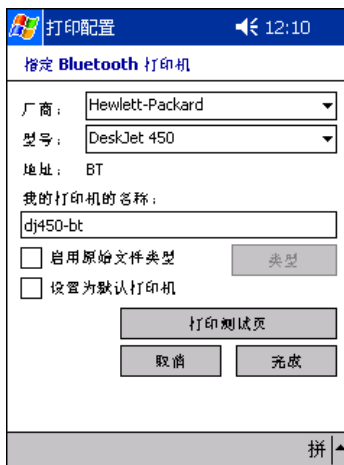 打印配置 12:10
指定 Bluetooth 打印机
厂商: Hewlett-Packard
型号: DeskJet 450
地址: BT
我的打印机的名称:
dj450-bt
启用原始文件类型 类型
设置为默认打印机
打印测试页
取消 完成
拼